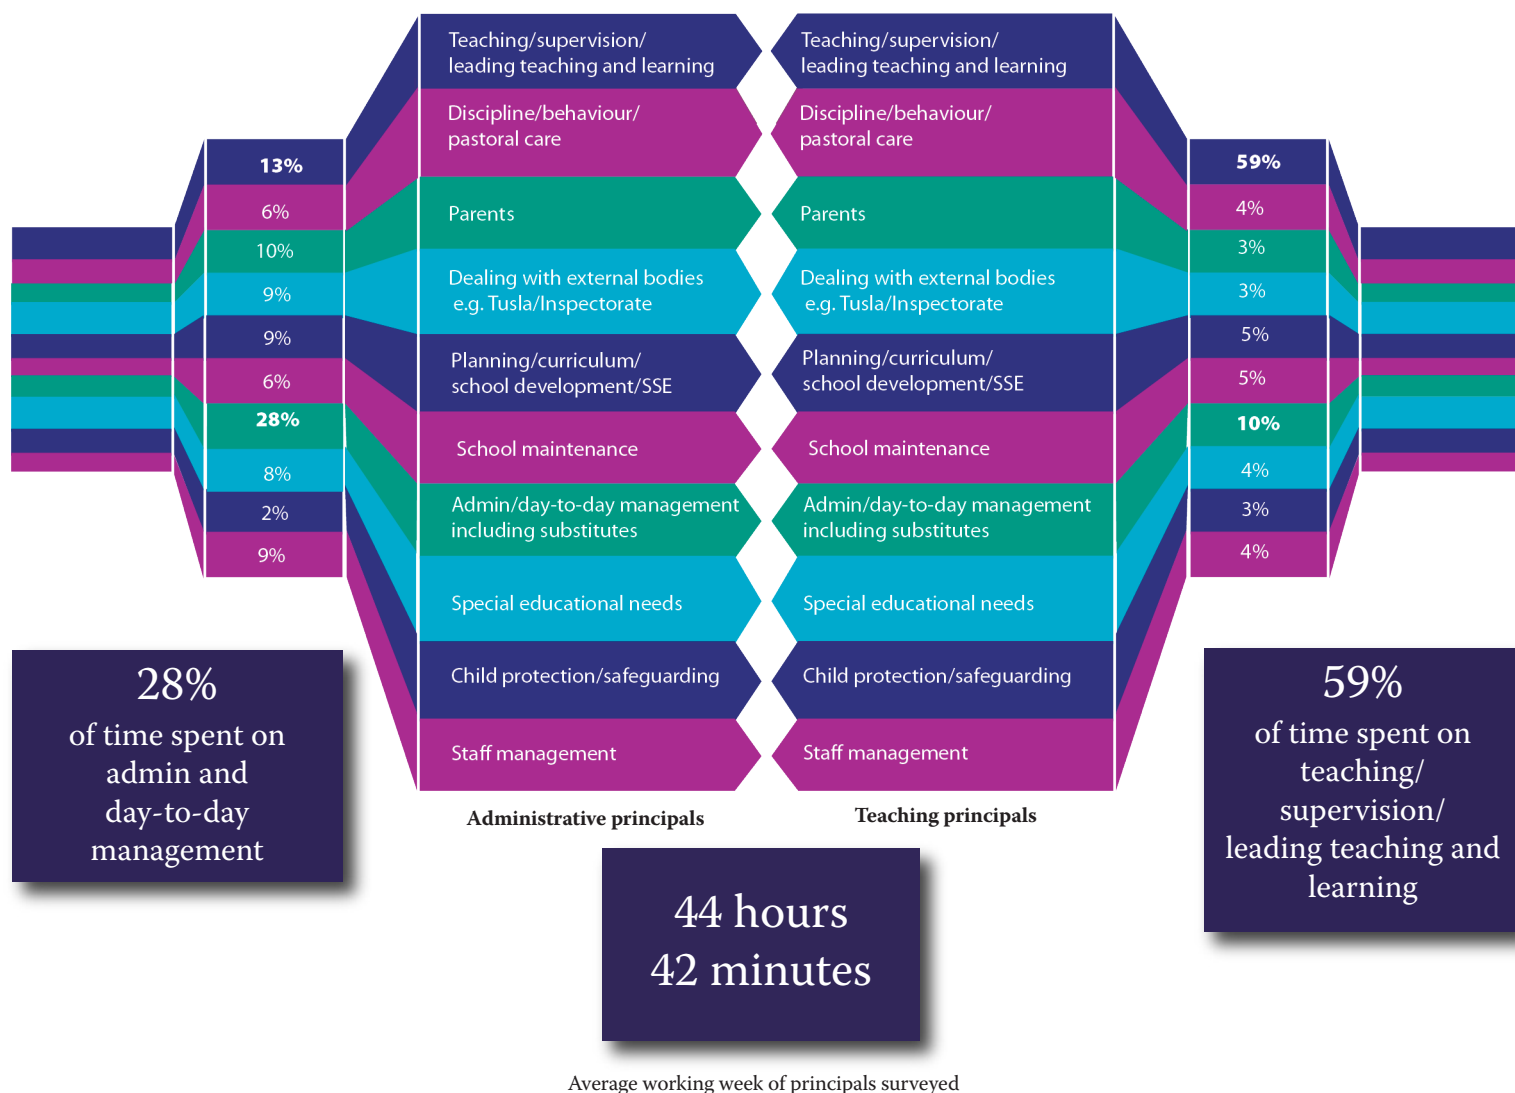 Teaching/supervision/
leading teaching and learning
Discipline/behaviour/
pastoral care
Parents
Dealing with external bodies
e.g. Tusla/Inspectorate
Planning/curriculum/
school development/SSE
School maintenance
Admin/day-to-day management
including substitutes
Special educational needs
Child protection/safeguarding
Staff management
Administrative principals
Teaching/supervision/
leading teaching and learning
Discipline/behaviour/
pastoral care
Parents
Dealing with external bodies
e.g. Tusla/Inspectorate
Planning/curriculum/
school development/SSE
School maintenance
Admin/day-to-day management
including substitutes
Special educational needs
Child protection/safeguarding
Staff management
Teaching principals
13%
6%
10%
9%
9%
6%
28%
8%
2%
9%
59%
4%
3%
3%
5%
5%
10%
4%
3%
4%
28%
of time spent on
admin and
day-to-day
management
59%
of time spent on
teaching/
supervision/
leading teaching and
learning
44 hours
42 minutes
Average working week of principals surveyed